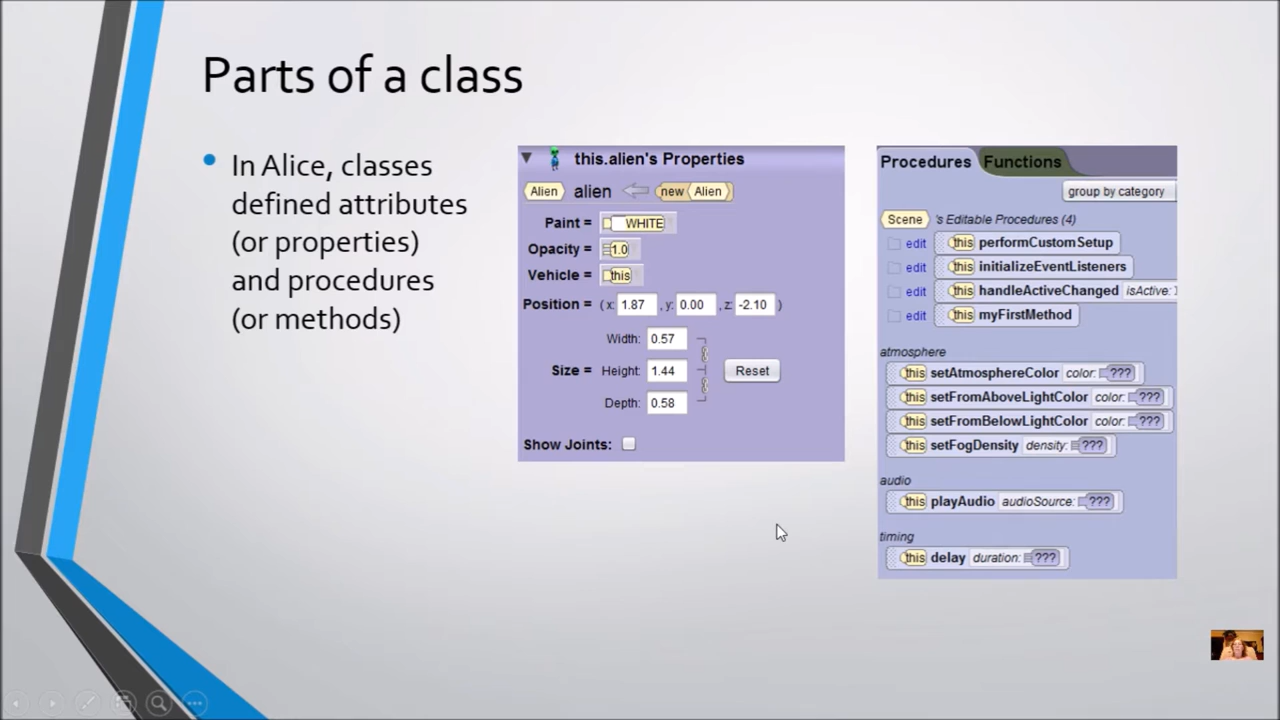 Parts of a class
In Alice, classes
defined attributes
(or properties)
and procedures
(or methods)
this.alien's Properties
Alien alien new Alien
Paint = WHITE
Opacity = 1.0
Vehicle = this
Position = (x: 1.87 , y: 0.00 , z: -2.10 )
Width: 0.57
Size = Height: 1.44 Reset
Depth: 0.58
Show Joints:
Procedures Functions
group by category
Scene 's Editable Procedures (4)
edit this performCustomSetup
edit this initializeEventListeners
edit this handleActiveChanged isActive:
edit this myFirstMethod
atmosphere
this setAtmosphereColor color: ???
this setFromAboveLightColor color: ???
this setFromBelowLightColor color: ???
this setFogDensity density: ???
audio
this playAudio audioSource: ???
timing
this delay duration: ???